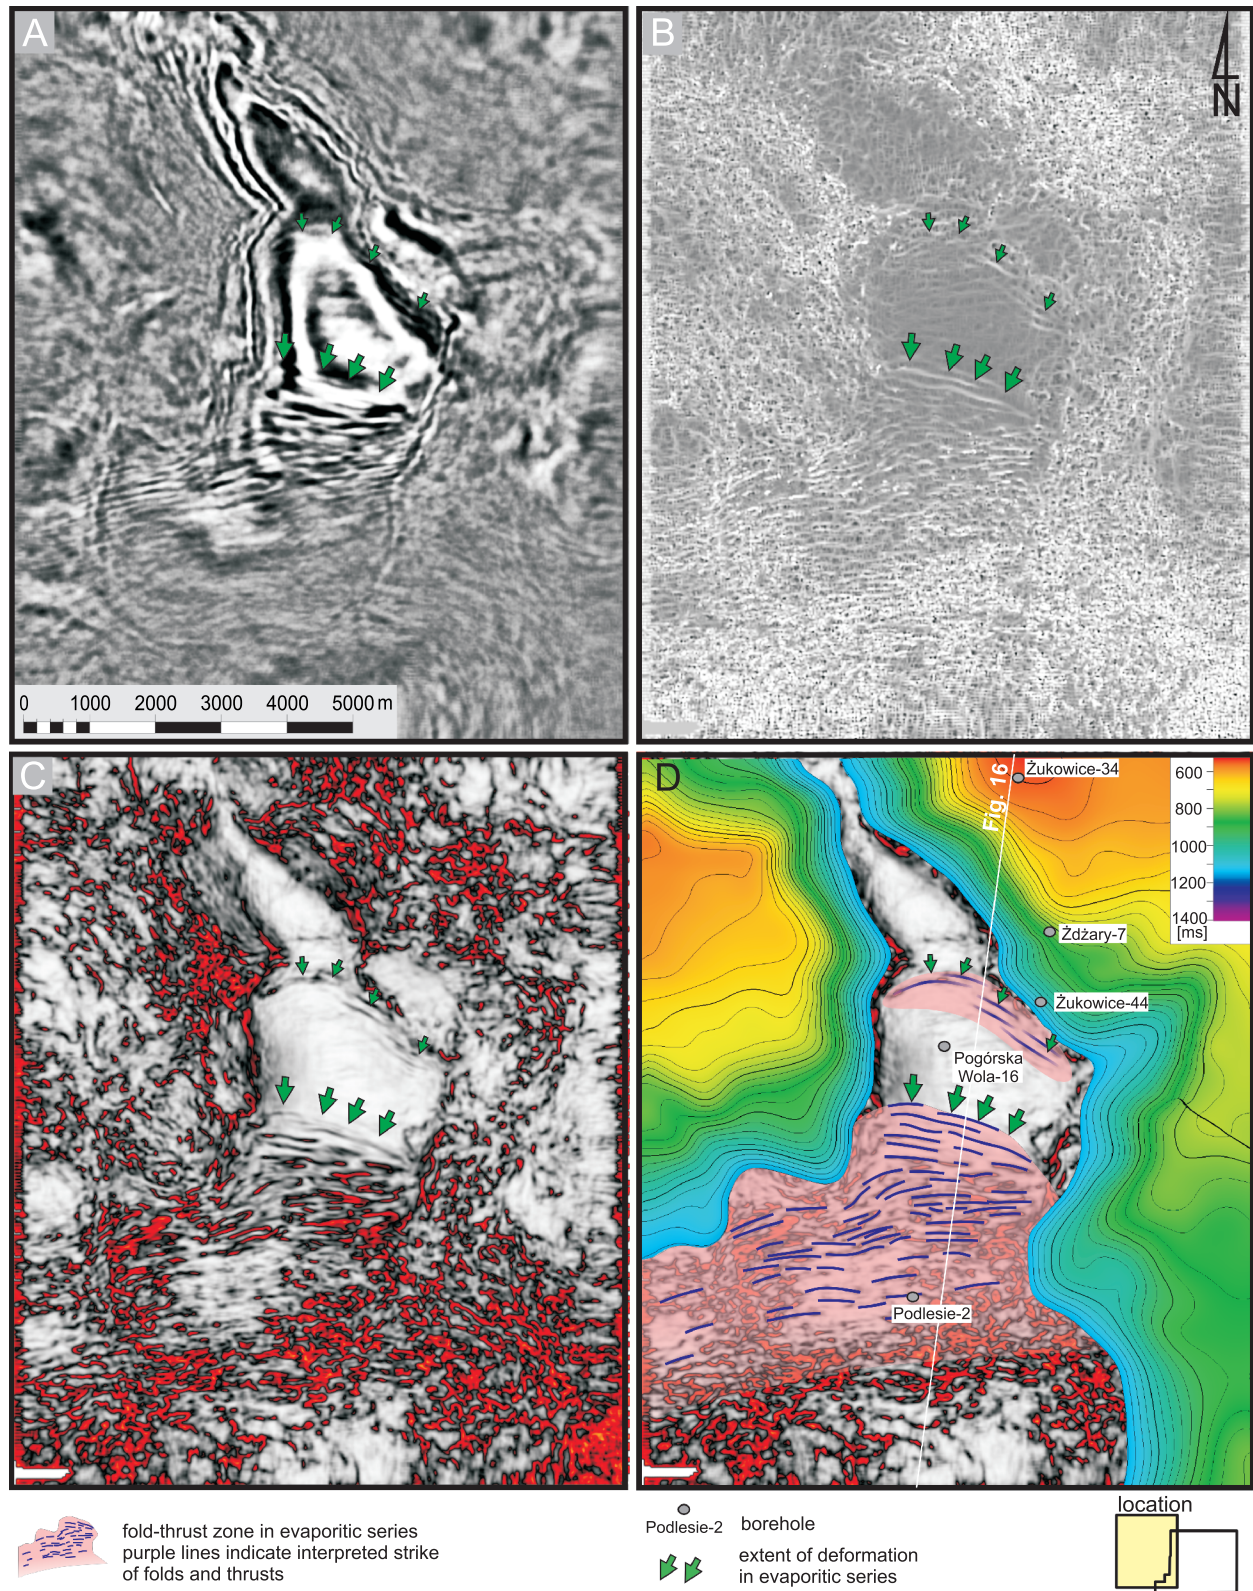 A
B
N
0 1000 2000 3000 4000 5000 m
C
D
Fig. 16
Żukowice-34
600
800
1000
1200
1400
[ms]
Żdżary-7
Żukowice-44
Pogórska
Wola-16
Podlesie-2
fold-thrust zone in evaporitic series
purple lines indicate interpreted strike
of folds and thrusts
Podlesie-2
borehole
extent of deformation
in evaporitic series
location